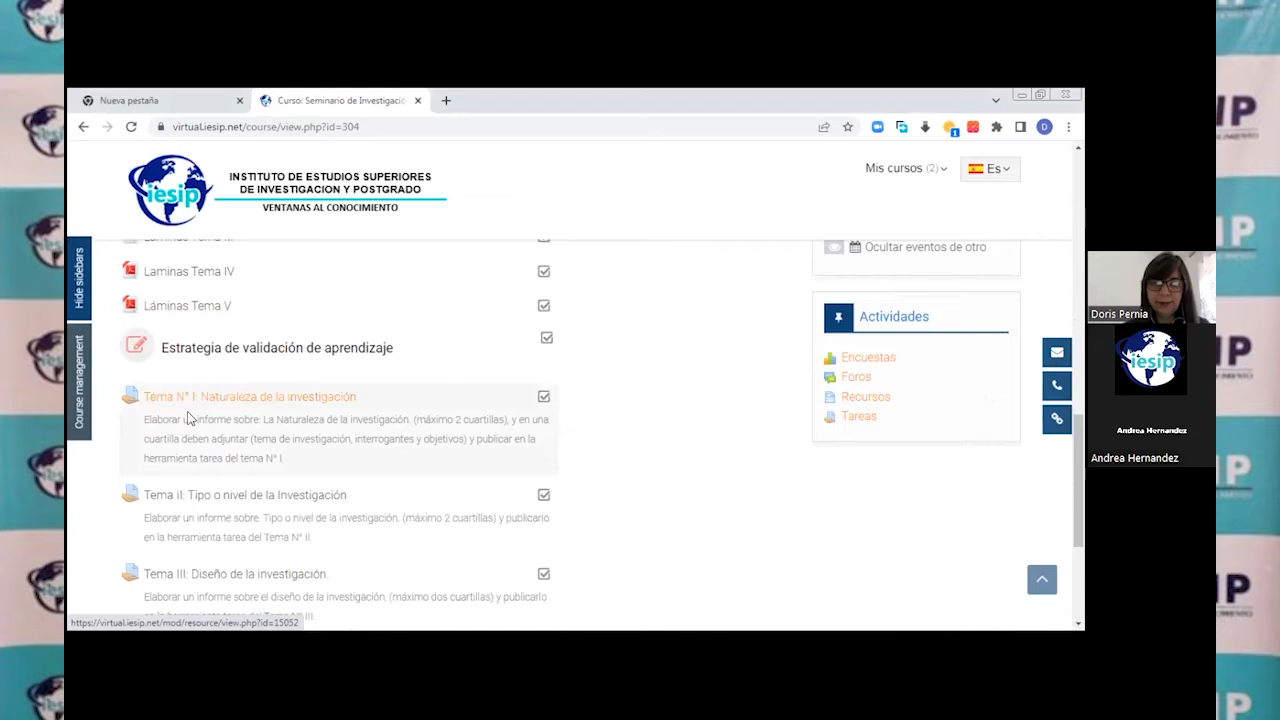 Nueva pestaña
Curso: Seminario de Investigació
virtual.iesip.net/course/view.php?id=304
1
D
iesip
INSTITUTO DE ESTUDIOS SUPERIORES
DE INVESTIGACION Y POSTGRADO
VENTANAS AL CONOCIMIENTO
Mis cursos (2)
Es
Hide sidebars
Course management
Laminas Tema IV
Láminas Tema V
Estrategia de validación de aprendizaje
Tema N° I: Naturaleza de la investigación
Elaborar un informe sobre: La Naturaleza de la investigación. (máximo 2 cuartillas), y en una
cuartilla deben adjuntar (tema de investigación, interrogantes y objetivos) y publicar en la
herramienta tarea del tema N° I
Tema iI: Tipo o nivel de la Investigación
Elaborar un informe sobre: Tipo o nivel de la investigación. (máximo 2 cuartillas) y publicarlo
en la herramienta tarea del Tema N° II.
Tema III: Diseño de la investigación.
Elaborar un informe sobre el diseño de la investigación, (máximo dos cuartillas) y publicarlo
https://virtual.iesip.net/mod/resource/view.php?id=15052
Ocultar eventos de otro
Actividades
Encuestas
Foros
Recursos
Tareas
Doris Pernia
iesip
Andrea Hernandez
Andrea Hernandez